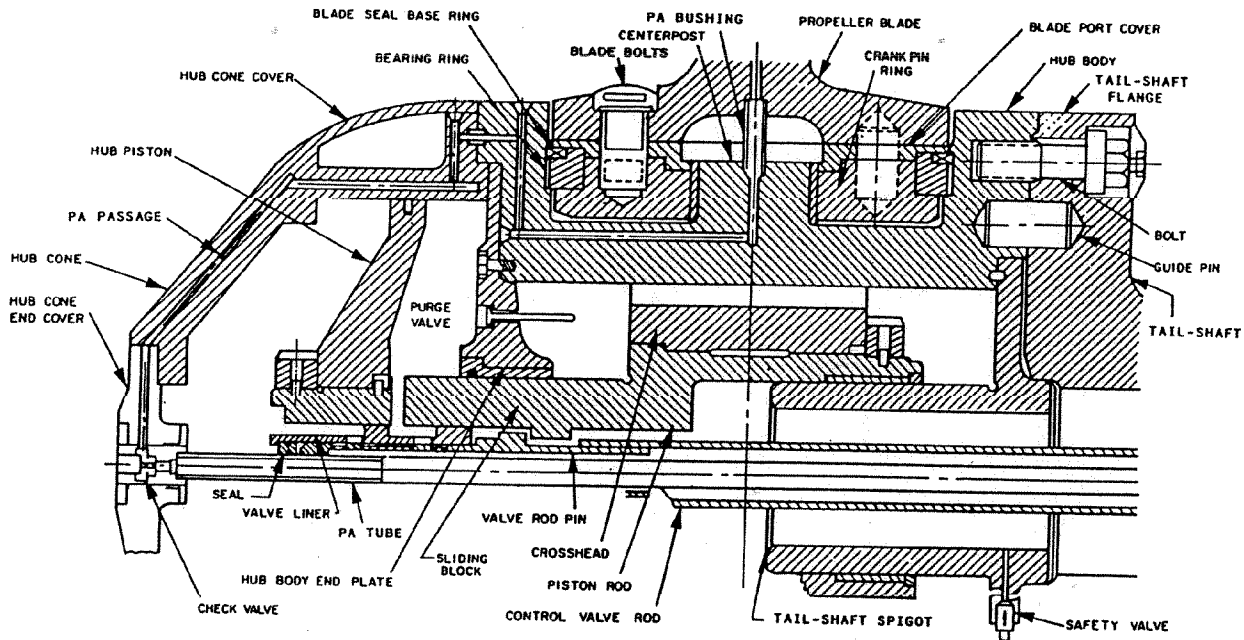 BLADE SEAL BASE RING
PA BUSHING
CENTERPOST
BLADE BOLTS
PROPELLER BLADE
BLADE PORT COVER
BEARING RING
CRANK PIN
RING
HUB BODY
HUB CONE COVER
TAIL-SHAFT
FLANGE
HUB PISTON
PA PASSAGE
BOLT
HUB CONE
GUIDE PIN
HUB CONE
END COVER
PURGE
VALVE
TAIL-SHAFT
SEAL
VALVE LINER
PA TUBE
VALVE ROD PIN
SLIDING
BLOCK
CROSSHEAD
HUB BODY END PLATE
PISTON ROD
CHECK VALVE
CONTROL VALVE ROD
TAIL-SHAFT SPIGOT
SAFETY VALVE